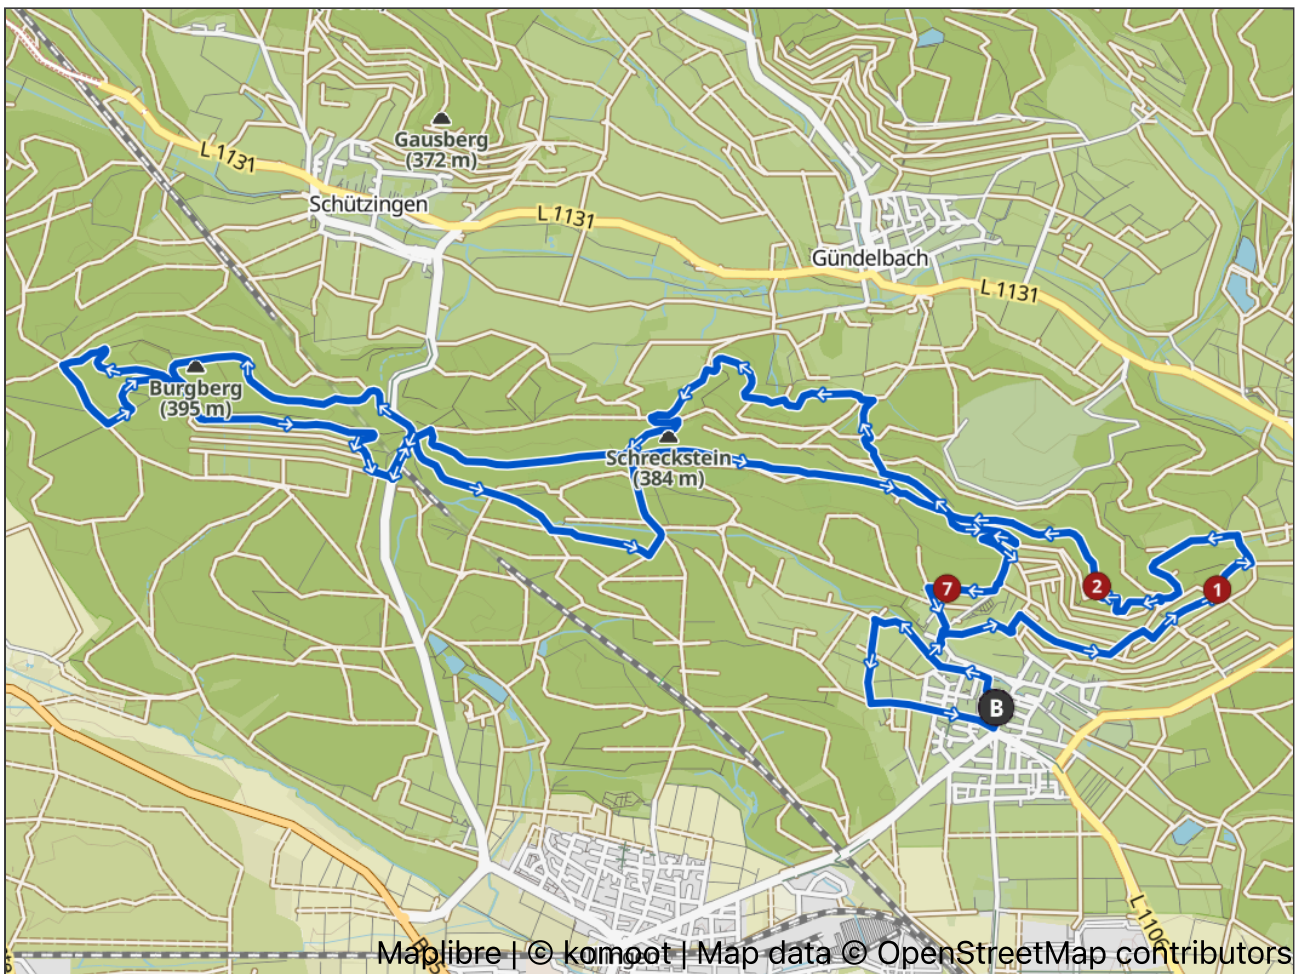 Gausberg
(372 m)
L 1131
Schützingen
L 1131
Gündelbach
L 1131
Burgberg
(395 m)
Schreckstein
(384 m)
7
2
1
B
L 1106
Maplibre | © komoot | Map data © OpenStreetMap contributors